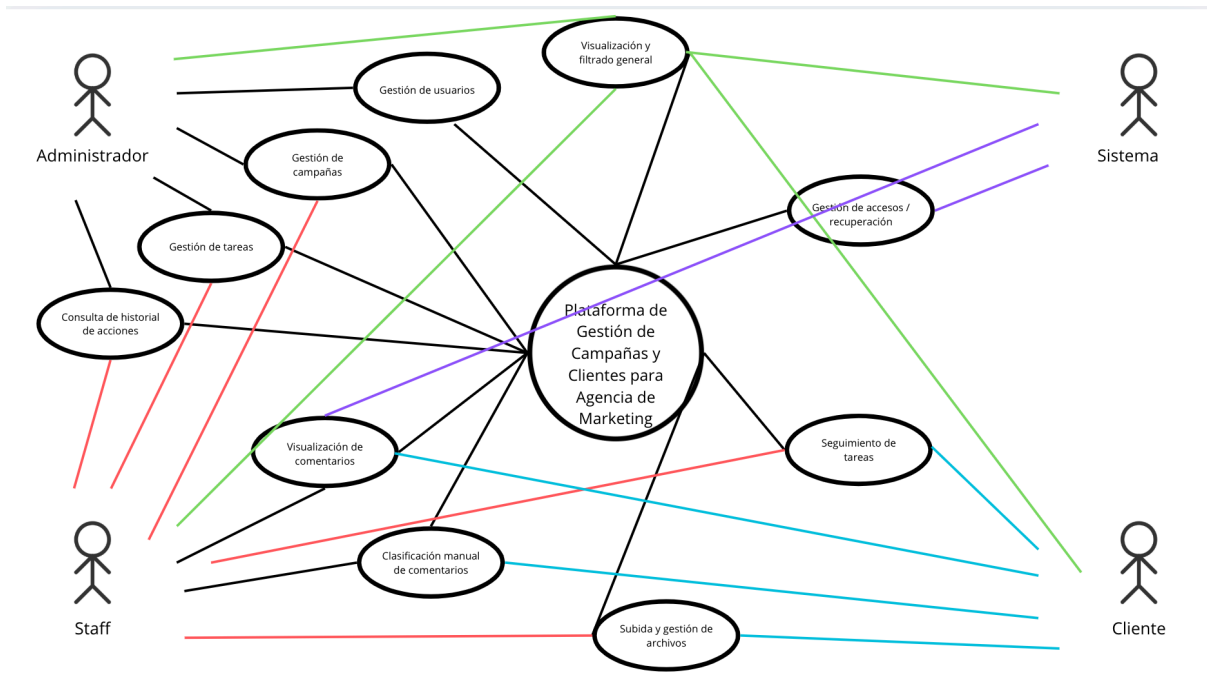 Visualización y
filtrado general
Gestión de usuarios
Administrador
Sistema
Gestión de
campañas
Gestión de accesos /
recuperación
Gestión de tareas
Consulta de historial
de acciones
Plataforma de
Gestión de
Campañas y
Clientes para
Agencia de
Marketing
Visualización de
comentarios
Seguimiento de
tareas
Clasificación manual
de comentarios
Staff
Subida y gestión de
archivos
Cliente